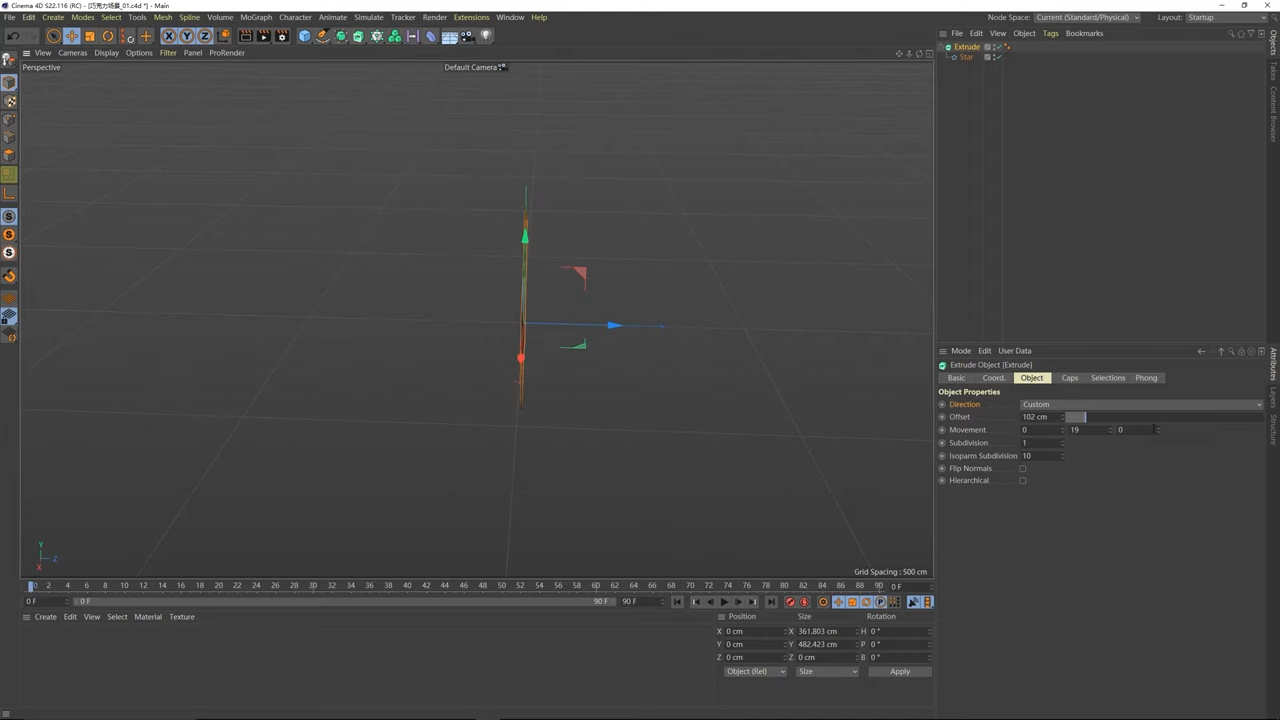 Cinema 4D S22.116 (RC) - [巧克力场景_01.c4d *] - Main
File Edit Create Modes Select Tools Mesh Spline Volume MoGraph Character Animate Simulate Tracker Render Extensions Window Help
Node Space: Current (Standard/Physical) Layout: Startup
View Cameras Display Options Filter Panel ProRender
File Edit View Object Tags Bookmarks
Perspective
Default Camera
Extrude
Star
Objects
Takes
Content Browser
Mode Edit User Data
Extrude Object [Extrude]
Basic Coord. Object Caps Selections Phong
Object Properties
Direction Custom
Offset 102 cm
Movement 0 19 0
Subdivision 1
Isoparm Subdivision 10
Flip Normals
Hierarchical
Attributes
Layers
Structure
Y
Z
X
Grid Spacing : 500 cm
0 2 4 6 8 10 12 14 16 18 20 22 24 26 28 30 32 34 36 38 40 42 44 46 48 50 52 54 56 58 60 62 64 66 68 70 72 74 76 78 80 82 84 86 88 90 0 F
0 F 0 F 90 F 90 F
Create Edit View Select Material Texture
Position Size Rotation
X 0 cm X 361.803 cm H 0 °
Y 0 cm Y 482.423 cm P 0 °
Z 0 cm Z 0 cm B 0 °
Object (Rel) Size Apply